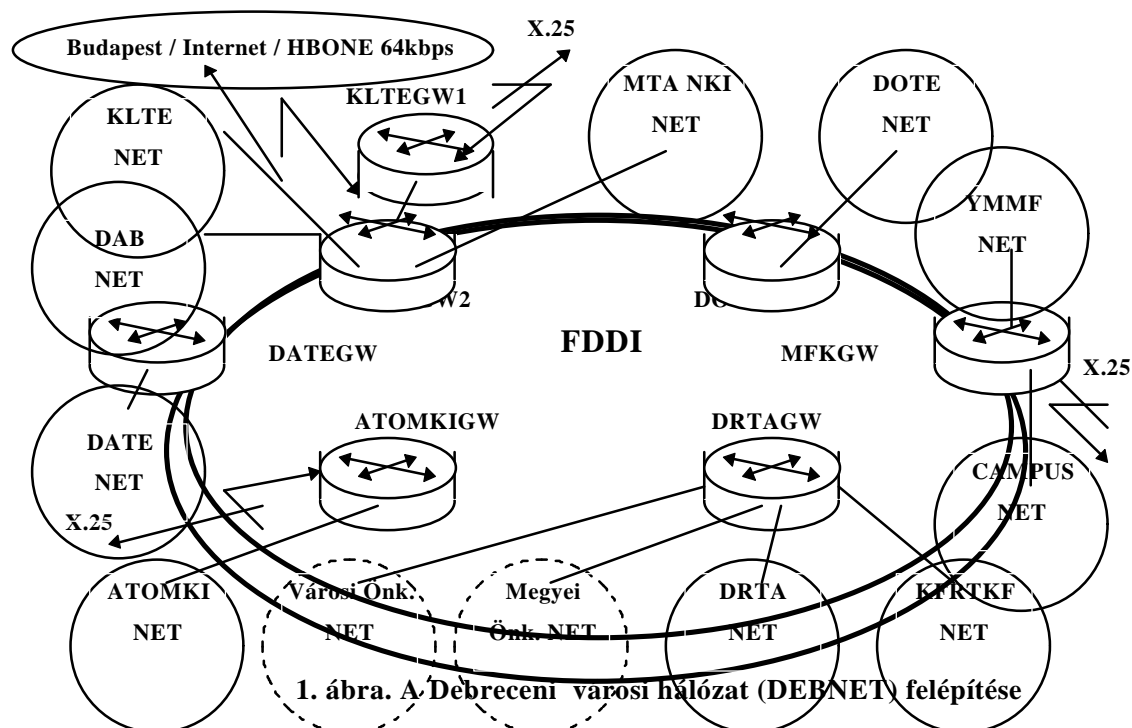 X.25
Budapest / Internet / HBONE 64kbps
KLTEGW1
MTA NKI
NET
DOTE
NET
KLTE
NET
YMMF
NET
DAB
NET
W2
FDDI
DATEGW
MFKGW
X.25
ATOMKIGW
DRTAGW
DATE
NET
CAMPUS
NET
X.25
ATOMKI
NET
Városi Önk.
NET
Megyei
Önk. NET
DRTA
NET
KFRTKF
NET
1. ábra. A Debreceni városi hálózat (DEBNET) felépítése